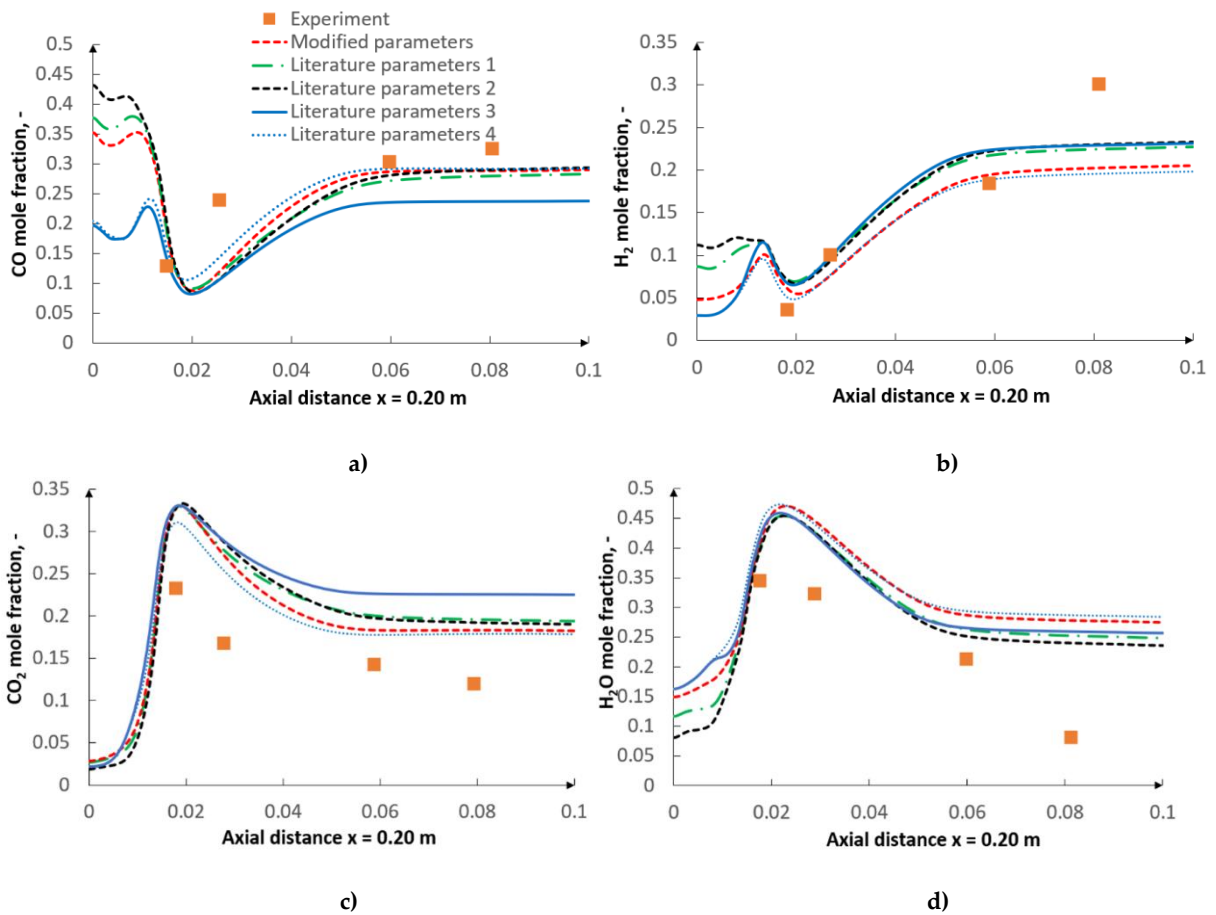 Experiment
Modified parameters
Literature parameters 1
Literature parameters 2
Literature parameters 3
Literature parameters 4
CO mole fraction, -
0.5
0.45
0.4
0.35
0.3
0.25
0.2
0.15
0.1
0.05
0
0 0.02 0.04 0.06 0.08 0.1
Axial distance x = 0.20 m
a)
H2 mole fraction, -
0.35
0.3
0.25
0.2
0.15
0.1
0.05
0
0 0.02 0.04 0.06 0.08 0.1
Axial distance x = 0.20 m
b)
CO2 mole fraction, -
0.35
0.3
0.25
0.2
0.15
0.1
0.05
0
0 0.02 0.04 0.06 0.08 0.1
Axial distance x = 0.20 m
c)
H2O mole fraction, -
0.5
0.45
0.4
0.35
0.3
0.25
0.2
0.15
0.1
0.05
0
0 0.02 0.04 0.06 0.08 0.1
Axial distance x = 0.20 m
d)